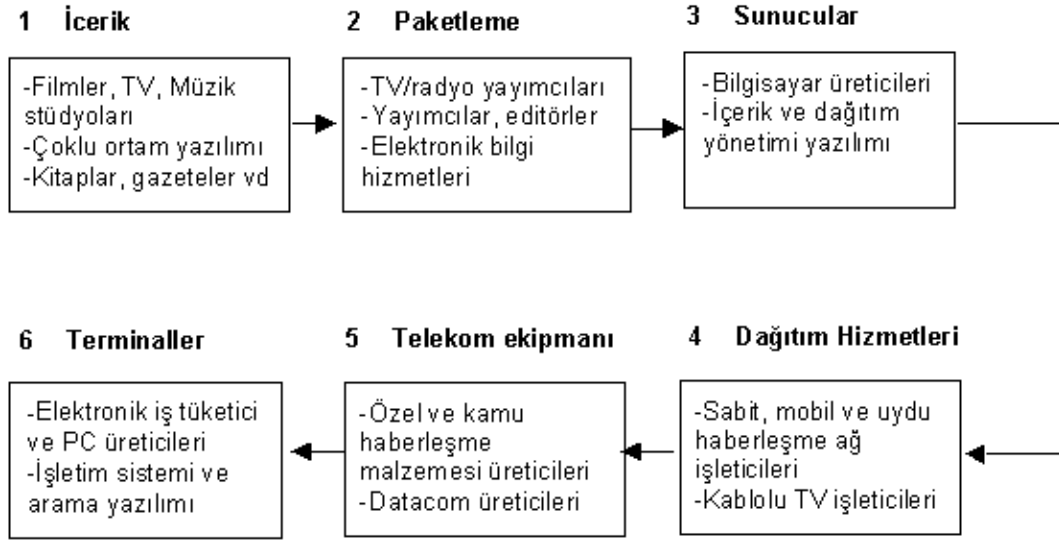 1 İcerik
-Filmler, TV, Müzik
stüdyoları
-Çoklu ortam yazılımı
-Kitaplar, gazeteler vd
2 Paketleme
-TV/radyo yayımcıları
-Yayımcılar, editörler
-Elektronik bilgi
hizmetleri
3 Sunucular
-Bilgisayar üreticileri
-İçerik ve dağıtım
yönetimi yazılımı
4 Dağıtım Hizmetleri
-Sabit, mobil ve uydu
haberleşme ağ
işleticileri
-Kablolu TV işleticileri
5 Telekom ekipmanı
-Özel ve kamu
haberleşme
malzemesi üreticileri
-Datacom üreticileri
6 Terminaller
-Elektronik iş tüketici
ve PC üreticileri
-İşletim sistemi ve
arama yazılımı